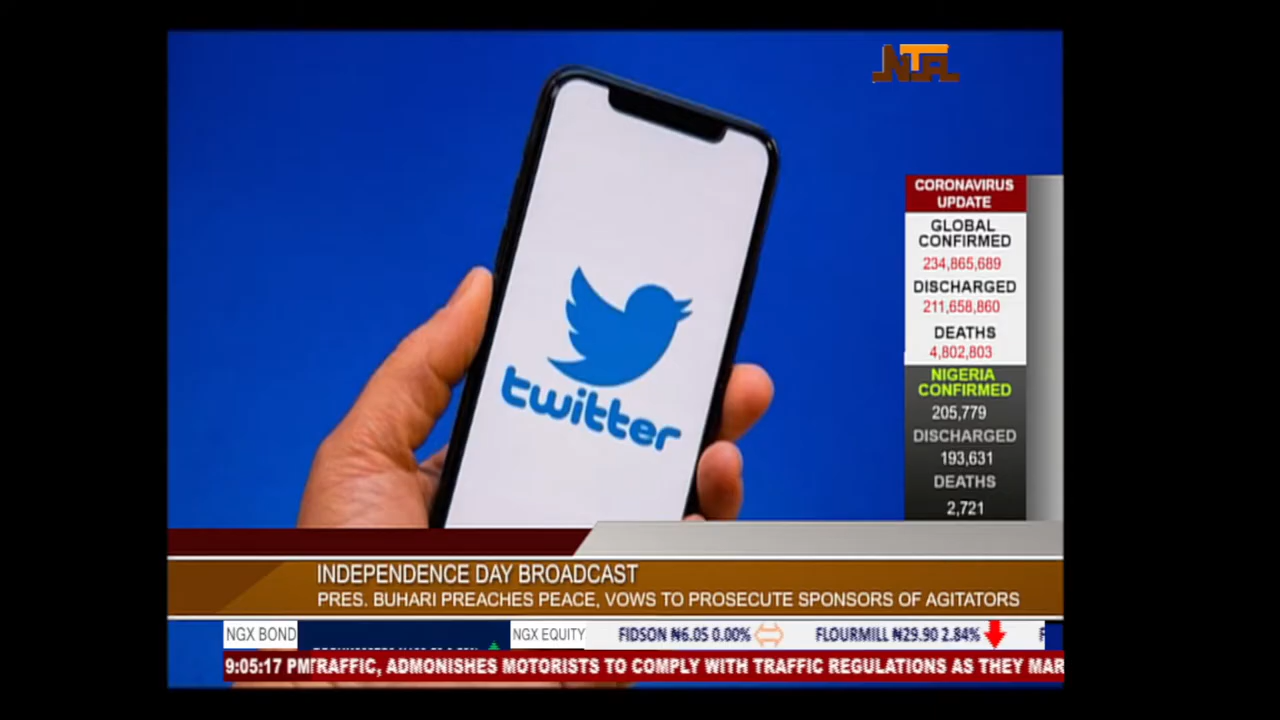 NTA
twitter
CORONAVIRUS
UPDATE
GLOBAL
CONFIRMED
234,865,689
DISCHARGED
211,658,860
DEATHS
4,802,803
NIGERIA
CONFIRMED
205,779
DISCHARGED
193,631
DEATHS
2,721
INDEPENDENCE DAY BROADCAST
PRES. BUHARI PREACHES PEACE, VOWS TO PROSECUTE SPONSORS OF AGITATORS
NGX BOND
NGX EQUITY FIDSON ₦6.05 0.00% FLOURMILL ₦29.90 2.84%
9:05:17 PM TRAFFIC, ADMONISHES MOTORISTS TO COMPLY WITH TRAFFIC REGULATIONS AS THEY MAR